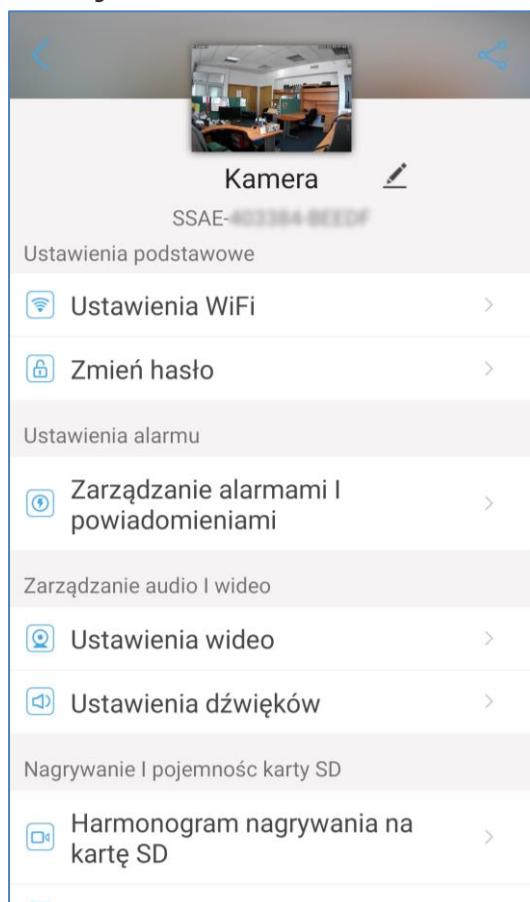 Kamera
SSAE-
Ustawienia podstawowe
Ustawienia WiFi
Zmień hasło
Ustawienia alarmu
Zarządzanie alarmami I
powiadomieniami
Zarządzanie audio I wideo
Ustawienia wideo
Ustawienia dźwięków
Nagrywanie I pojemnośc karty SD
Harmonogram nagrywania na
kartę SD